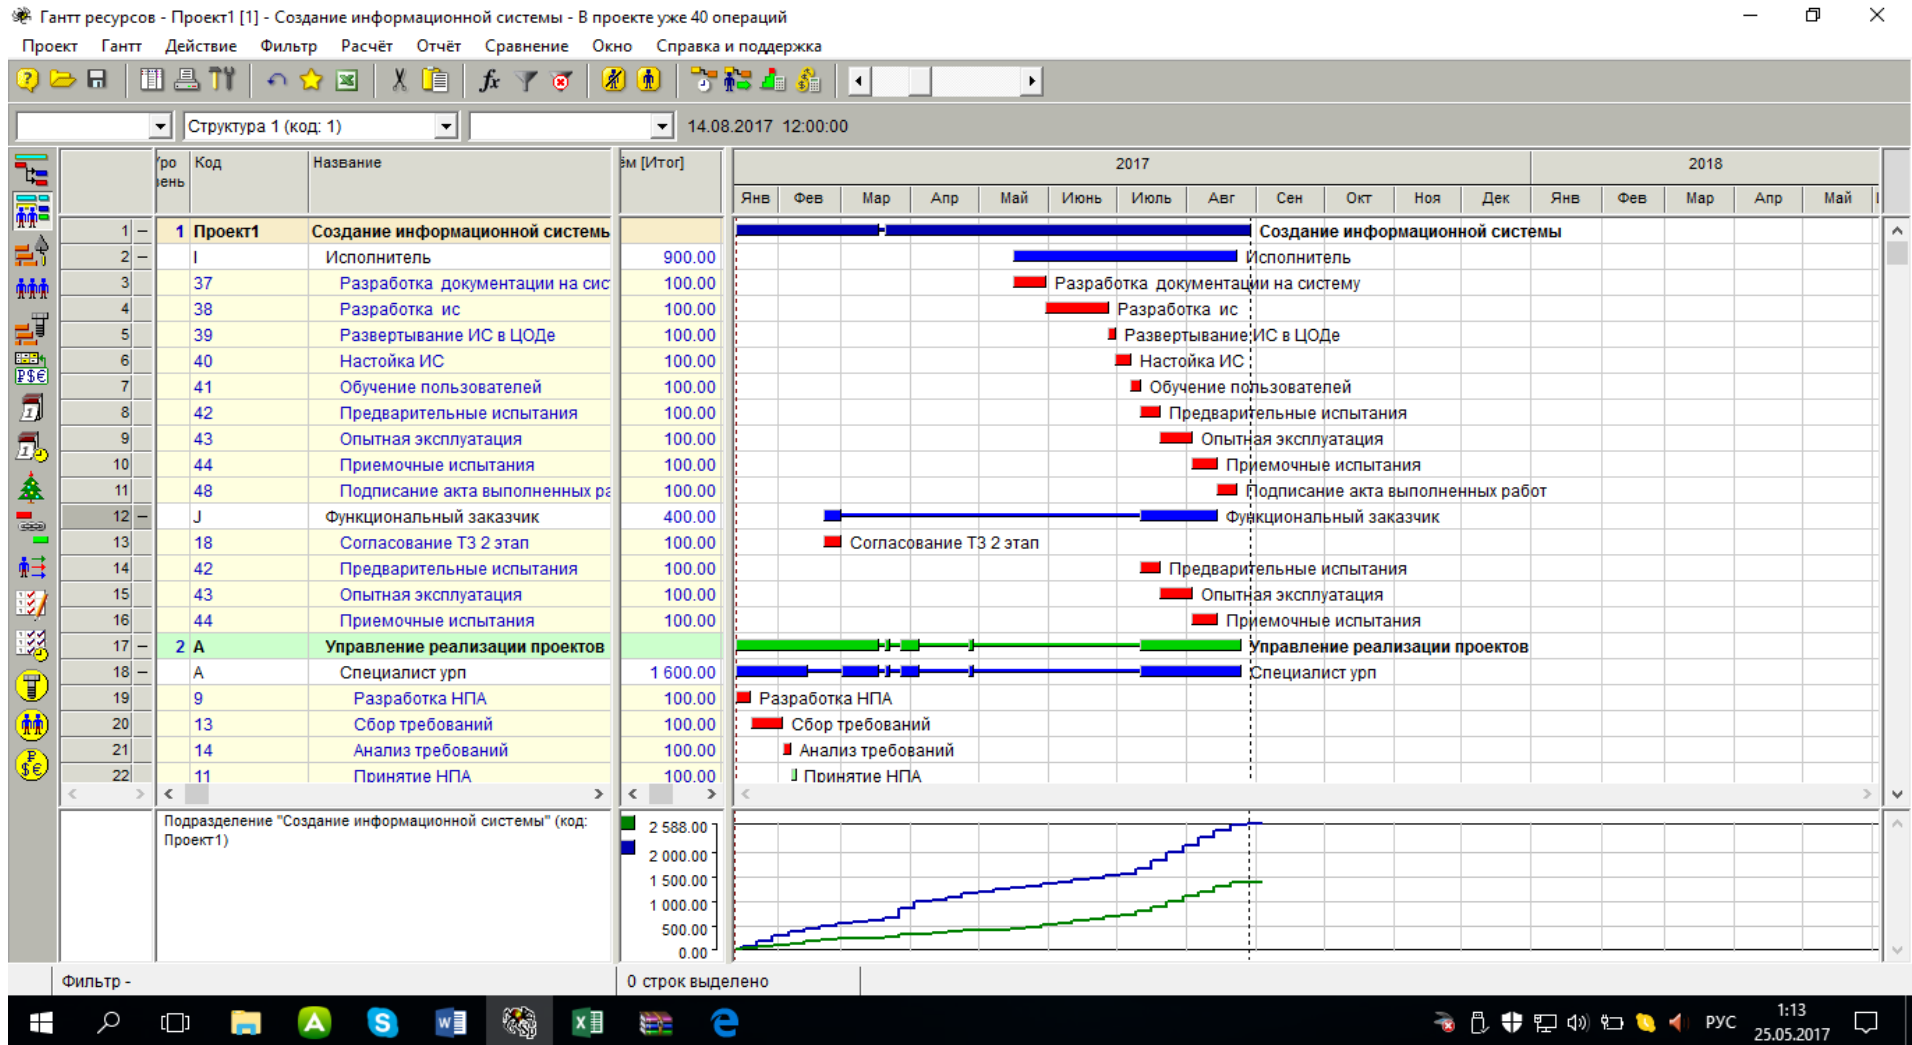 Гантт ресурсов - Проект1 [1] - Создание информационной системы - В проекте уже 40 операций
Проект Гантт Действие Фильтр Расчёт Отчёт Сравнение Окно Справка и поддержка
Структура 1 (код: 1) 14.08.2017 12:00:00
Код Название ём [Итог] 2017 2018
Янв Фев Мар Апр Май Июнь Июль Авг Сен Окт Ноя Дек Янв Фев Мар Апр Май
1 1 Проект1 Создание информационной системь Создание информационной системы
2 I Исполнитель 900.00 Исполнитель
3 37 Разработка документации на сис 100.00 Разработка документации на систему
4 38 Разработка ис 100.00 Разработка ис
5 39 Развертывание ИС в ЦОДе 100.00 Развертывание ИС в ЦОДе
6 40 Настойка ИС 100.00 Настойка ИС
7 41 Обучение пользователей 100.00 Обучение пользователей
8 42 Предварительные испытания 100.00 Предварительные испытания
9 43 Опытная эксплуатация 100.00 Опытная эксплуатация
10 44 Приемочные испытания 100.00 Приемочные испытания
11 48 Подписание акта выполненных ра 100.00 Подписание акта выполненных работ
12 J Функциональный заказчик 400.00 Функциональный заказчик
13 18 Согласование ТЗ 2 этап 100.00 Согласование ТЗ 2 этап
14 42 Предварительные испытания 100.00 Предварительные испытания
15 43 Опытная эксплуатация 100.00 Опытная эксплуатация
16 44 Приемочные испытания 100.00 Приемочные испытания
17 2 А Управление реализации проектов Управление реализации проектов
18 А Специалист урп 1 600.00 Специалист урп
19 9 Разработка НПА 100.00 Разработка НПА
20 13 Сбор требований 100.00 Сбор требований
21 14 Анализ требований 100.00 Анализ требований
22 11 Принятие НПА 100.00 Принятие НПА
Подразделение "Создание информационной системы" (код:
Проект1)
2 588.00
2 000.00
1 500.00
1 000.00
500.00
0.00
Фильтр - 0 строк выделено
РУС 1:13
25.05.2017